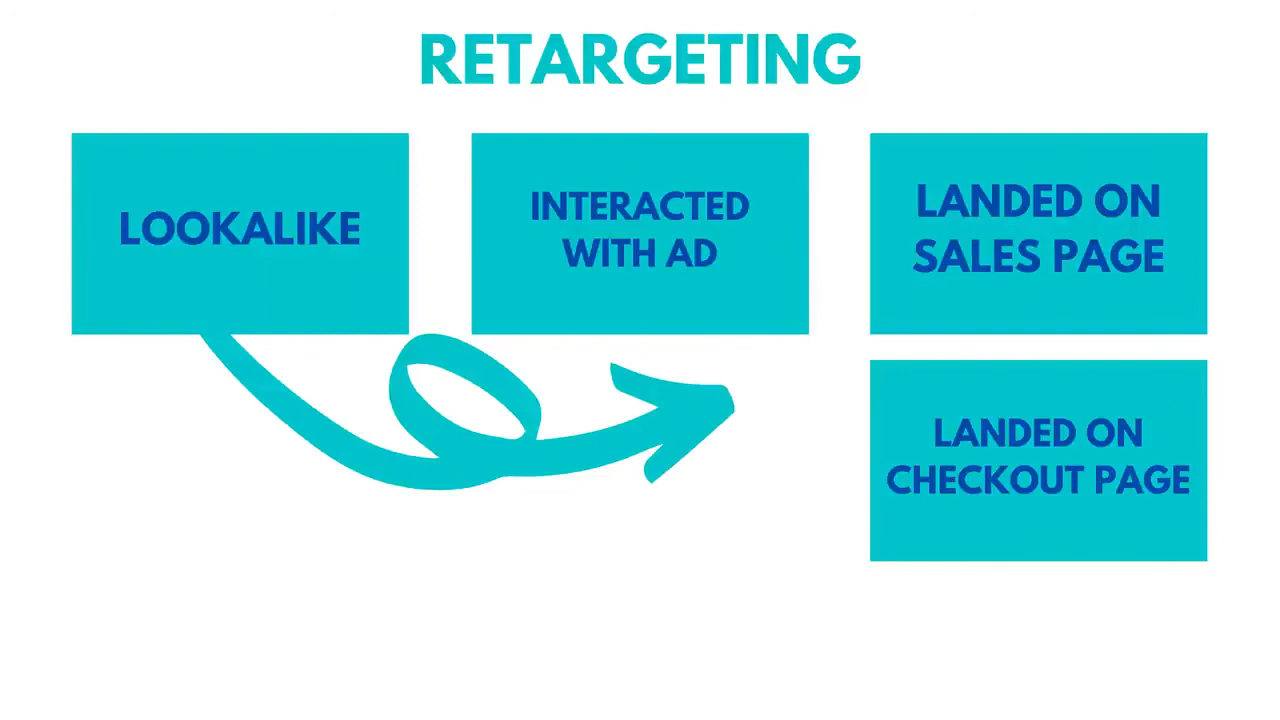 RETARGETING
LOOKALIKE
INTERACTED
WITH AD
LANDED ON
SALES PAGE
LANDED ON
CHECKOUT PAGE